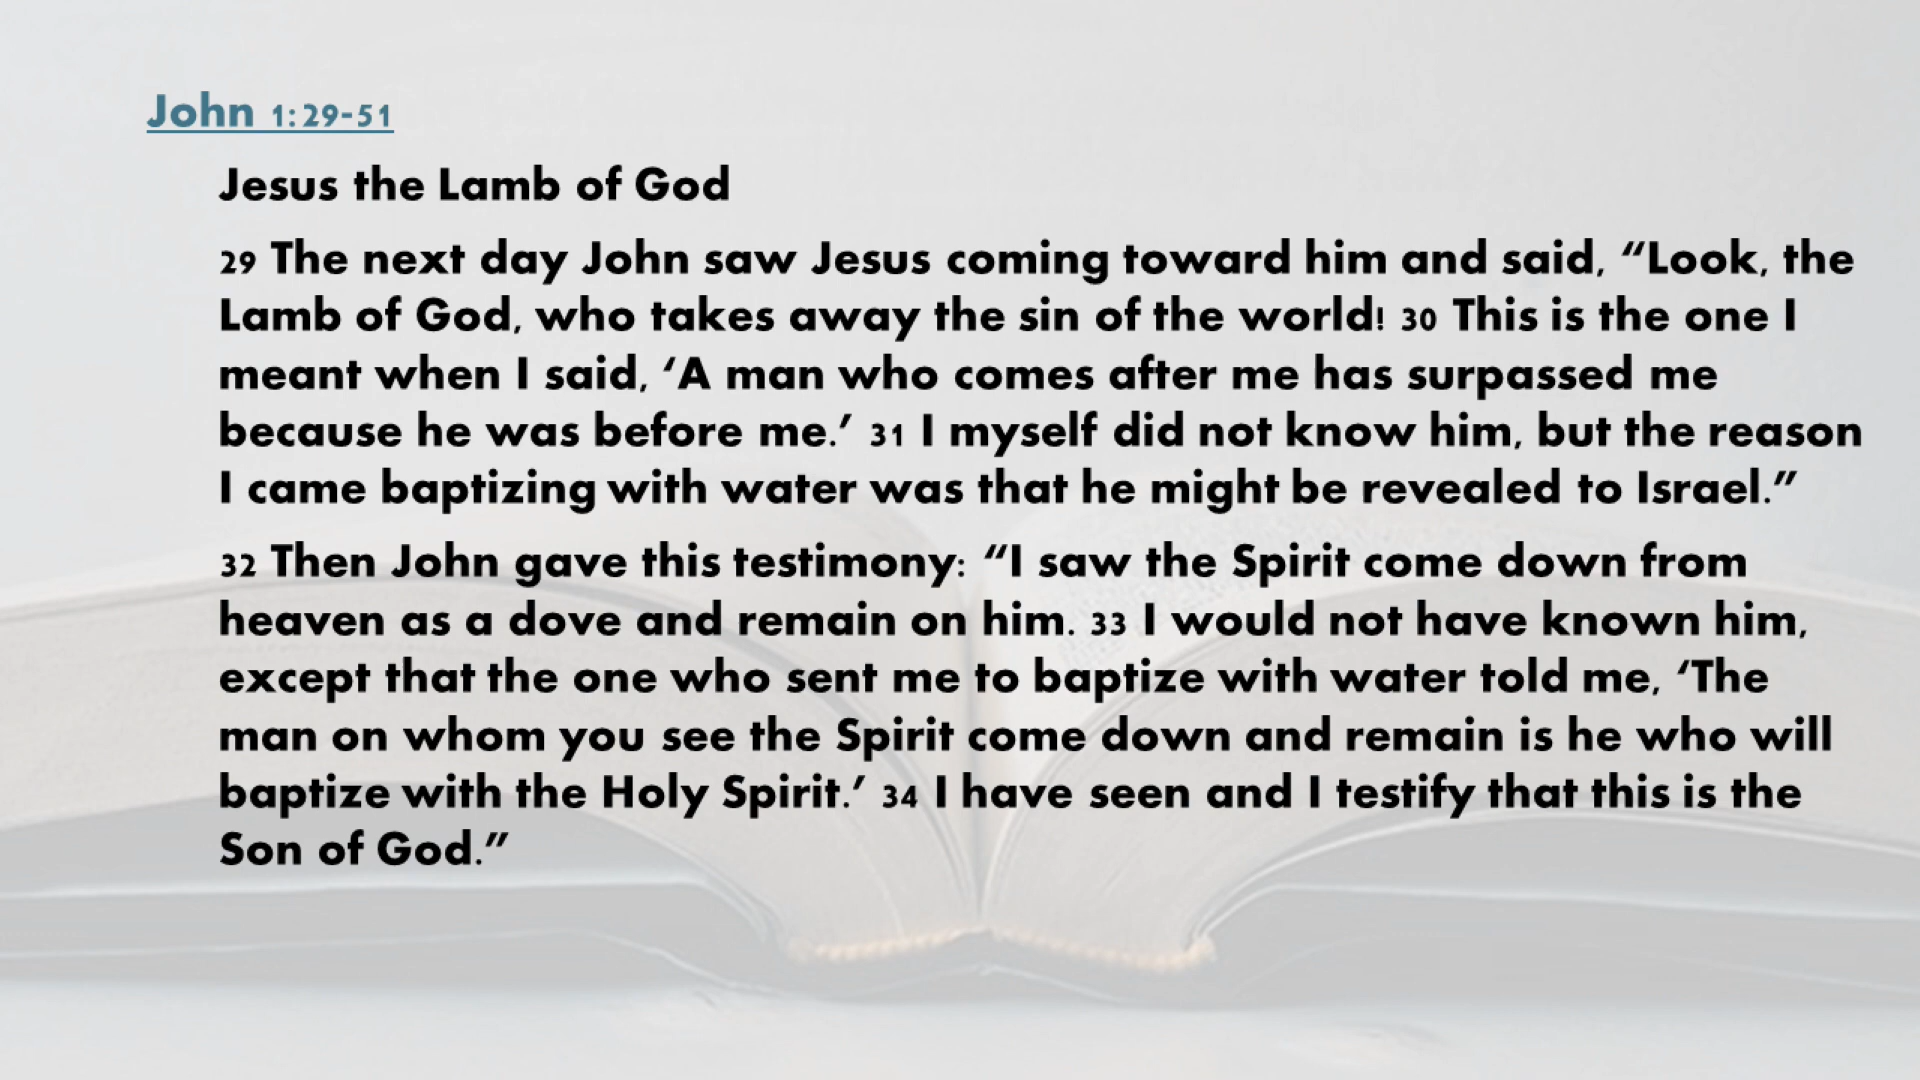 John 1:29-51
Jesus the Lamb of God
29 The next day John saw Jesus coming toward him and said, “Look, the
Lamb of God, who takes away the sin of the world! 30 This is the one I
meant when I said, ‘A man who comes after me has surpassed me
because he was before me.’ 31 I myself did not know him, but the reason
I came baptizing with water was that he might be revealed to Israel.”
32 Then John gave this testimony: “I saw the Spirit come down from
heaven as a dove and remain on him. 33 I would not have known him,
except that the one who sent me to baptize with water told me, ‘The
man on whom you see the Spirit come down and remain is he who will
baptize with the Holy Spirit.’ 34 I have seen and I testify that this is the
Son of God.”